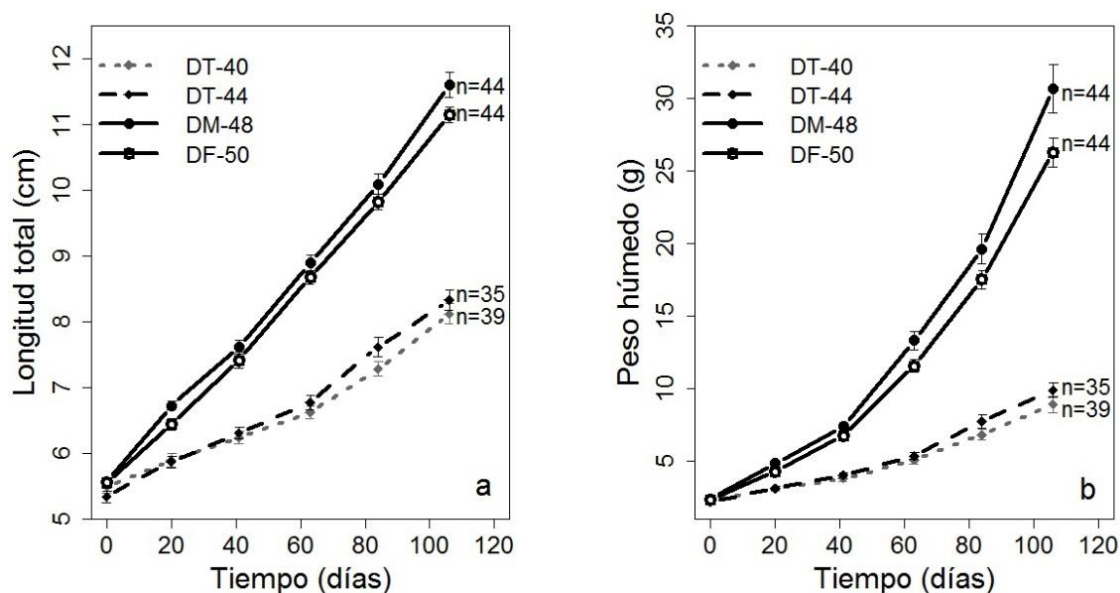 DT-40
DT-44
DM-48
DF-50
n=44
n=44
n=35
n=39
12
11
10
9
8
7
6
5
Longitud total (cm)
0 20 40 60 80 100 120
Tiempo (días)
a
DT-40
DT-44
DM-48
DF-50
n=44
n=44
n=35
n=39
35
30
25
20
15
10
5
Peso húmedo (g)
0 20 40 60 80 100 120
Tiempo (días)
b